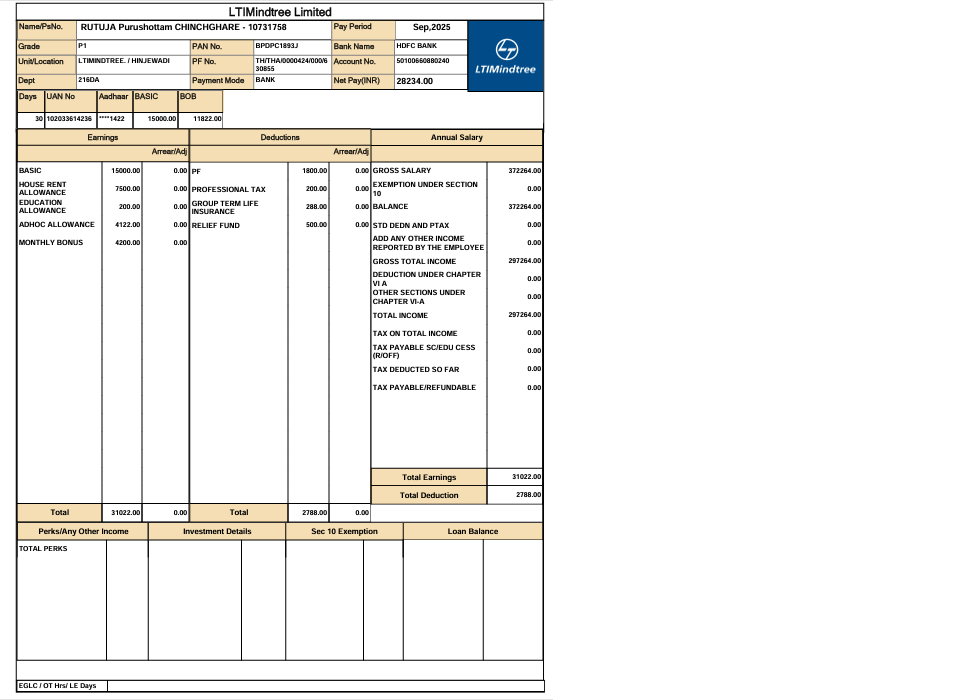 LTIMindtree Limited
Name/PsNo. RUTUJA Purushottam CHINCHGHARE - 10731758 Pay Period Sep,2025
Grade P1 PAN No. BPDPC1893J Bank Name HDFC BANK
Unit/Location LTIMINDTREE. / HINJEWADI PF No. TH/THA/0000424/000/6 Account No. 50100660880240
30855
LTIMindtree
Dept 216DA Payment Mode BANK Net Pay(INR) 28234.00
Days UAN No Aadhaar BASIC BOB
30 102033614236 ****1422 15000.00 11822.00
Earnings Deductions Annual Salary
Arrear/Adj Arrear/Adj
BASIC 15000.00 0.00 PF 1800.00 0.00 GROSS SALARY 372264.00
HOUSE RENT
ALLOWANCE 7500.00 0.00 PROFESSIONAL TAX 200.00 0.00 EXEMPTION UNDER SECTION
10 0.00
EDUCATION
ALLOWANCE 200.00 0.00 GROUP TERM LIFE
INSURANCE 288.00 0.00 BALANCE 372264.00
ADHOC ALLOWANCE 4122.00 0.00 RELIEF FUND 500.00 0.00 STD DEDN AND PTAX 0.00
MONTHLY BONUS 4200.00 0.00 ADD ANY OTHER INCOME
REPORTED BY THE EMPLOYEE 0.00
GROSS TOTAL INCOME 297264.00
DEDUCTION UNDER CHAPTER
VI A 0.00
OTHER SECTIONS UNDER
CHAPTER VI-A 0.00
TOTAL INCOME 297264.00
TAX ON TOTAL INCOME 0.00
TAX PAYABLE SC/EDU CESS
(R/OFF) 0.00
TAX DEDUCTED SO FAR 0.00
TAX PAYABLE/REFUNDABLE 0.00
Total Earnings 31022.00
Total Deduction 2788.00
Total 31022.00 0.00 Total 2788.00 0.00
Perks/Any Other Income Investment Details Sec 10 Exemption Loan Balance
TOTAL PERKS
EGLC / OT Hrs/ LE Days